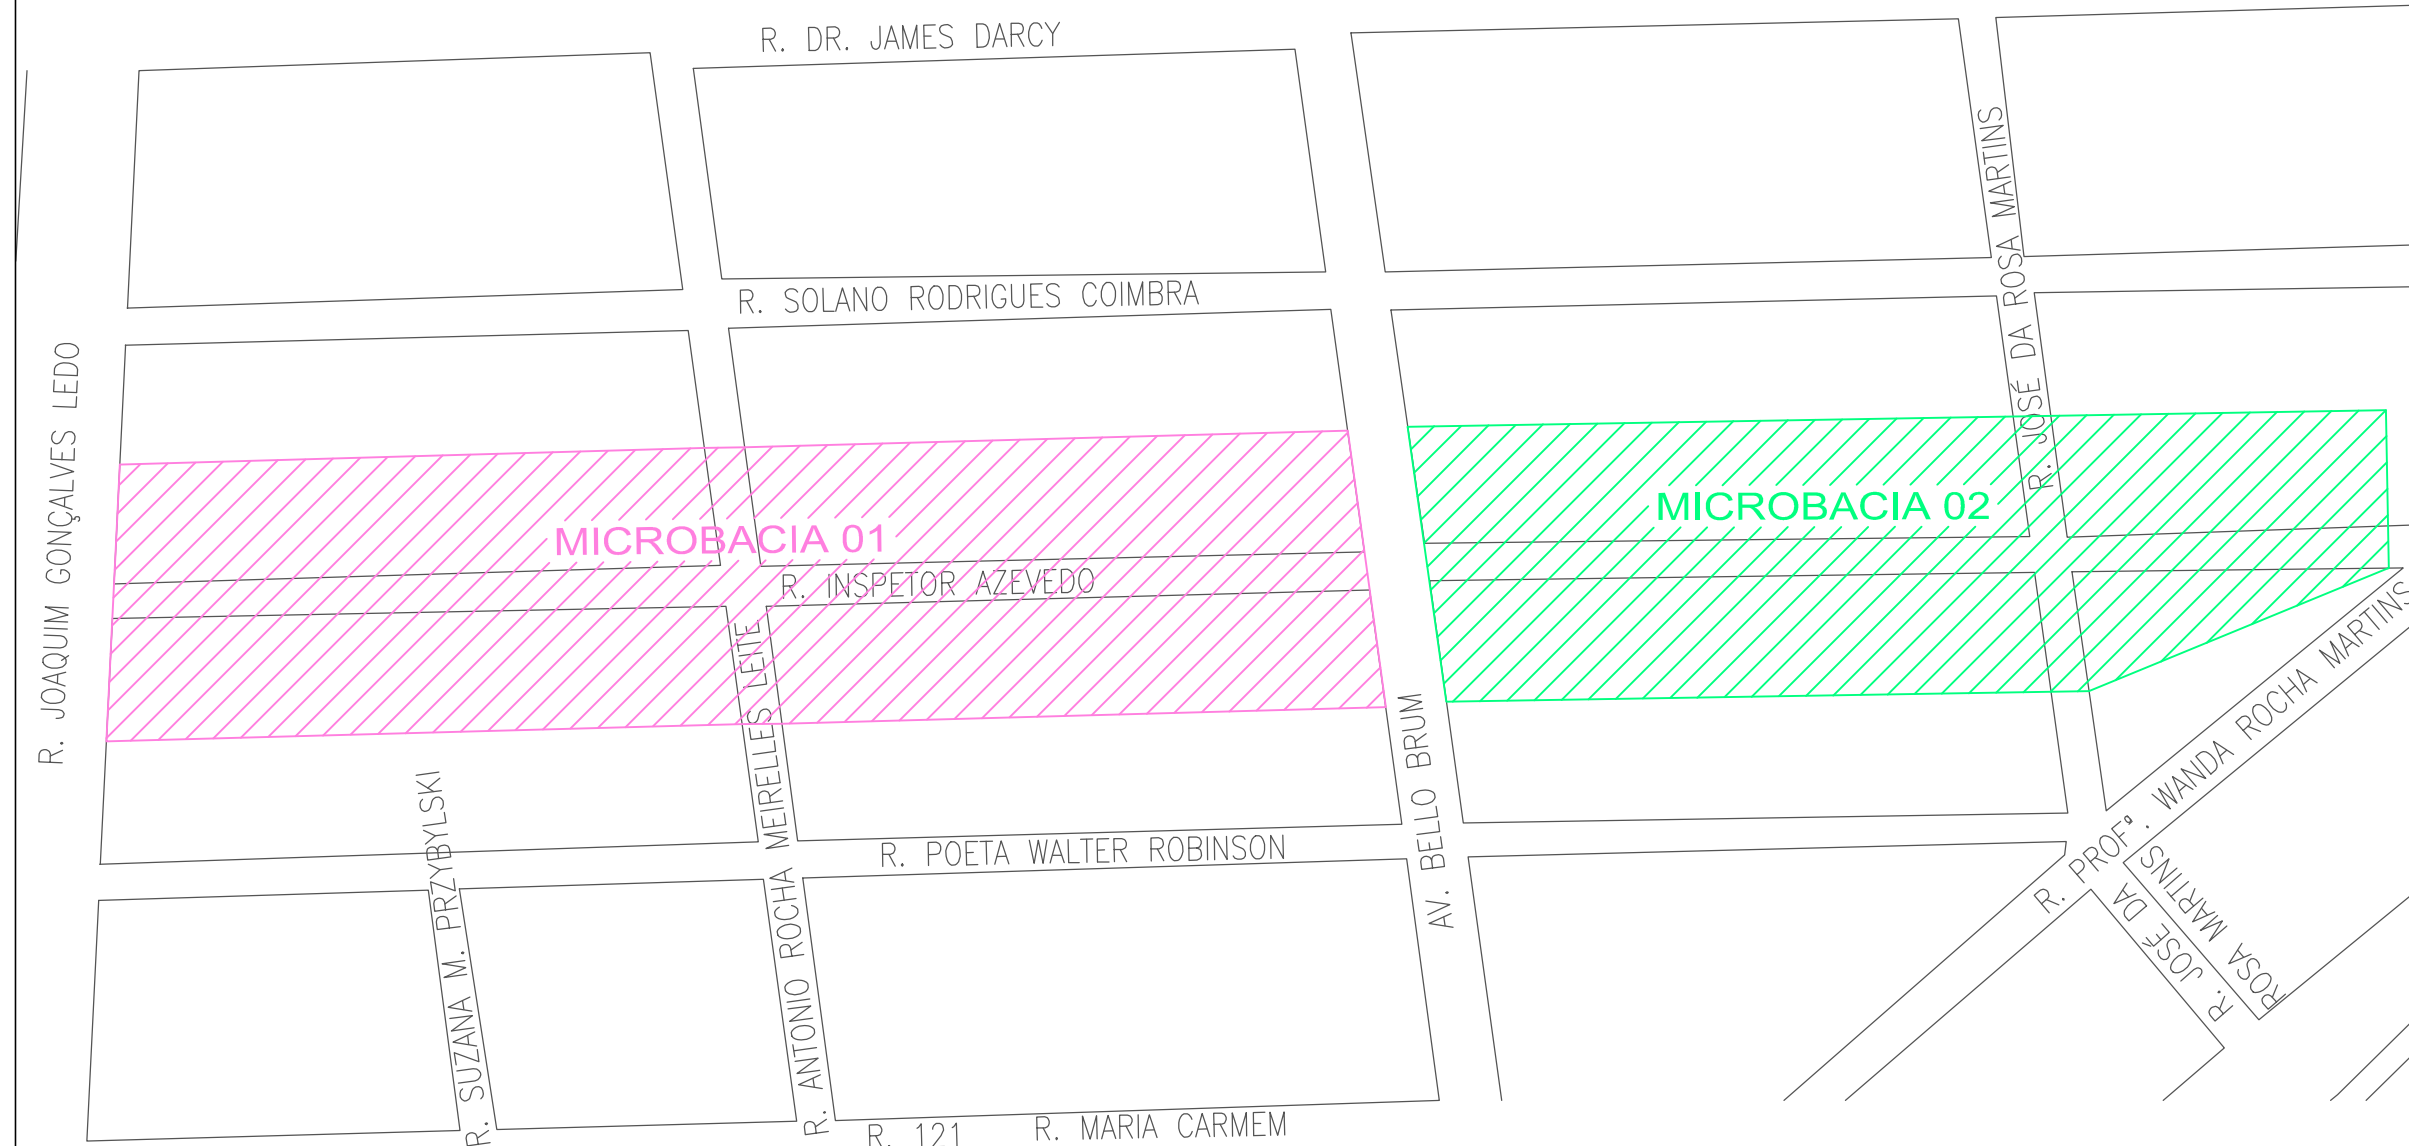 R. DR. JAMES DARCY
R. JOSÉ DA ROSA MARTINS
R. SOLANO RODRIGUES COIMBRA
R. JOAQUIM GONÇALVES LEDO
MICROBACIA 01
MICROBACIA 02
R. INSPETOR AZEVEDO
R. ANTONIO ROCHA MEIRELLES LEITE
R. SUZANA M. PRZYBYLSKI
AV. BELLO BRUM
R. POETA WALTER ROBINSON
R. PROFª. WANDA ROCHA MARTINS
R. JOSÉ DA
ROSA MARTINS
R. 121
R. MARIA CARMEM